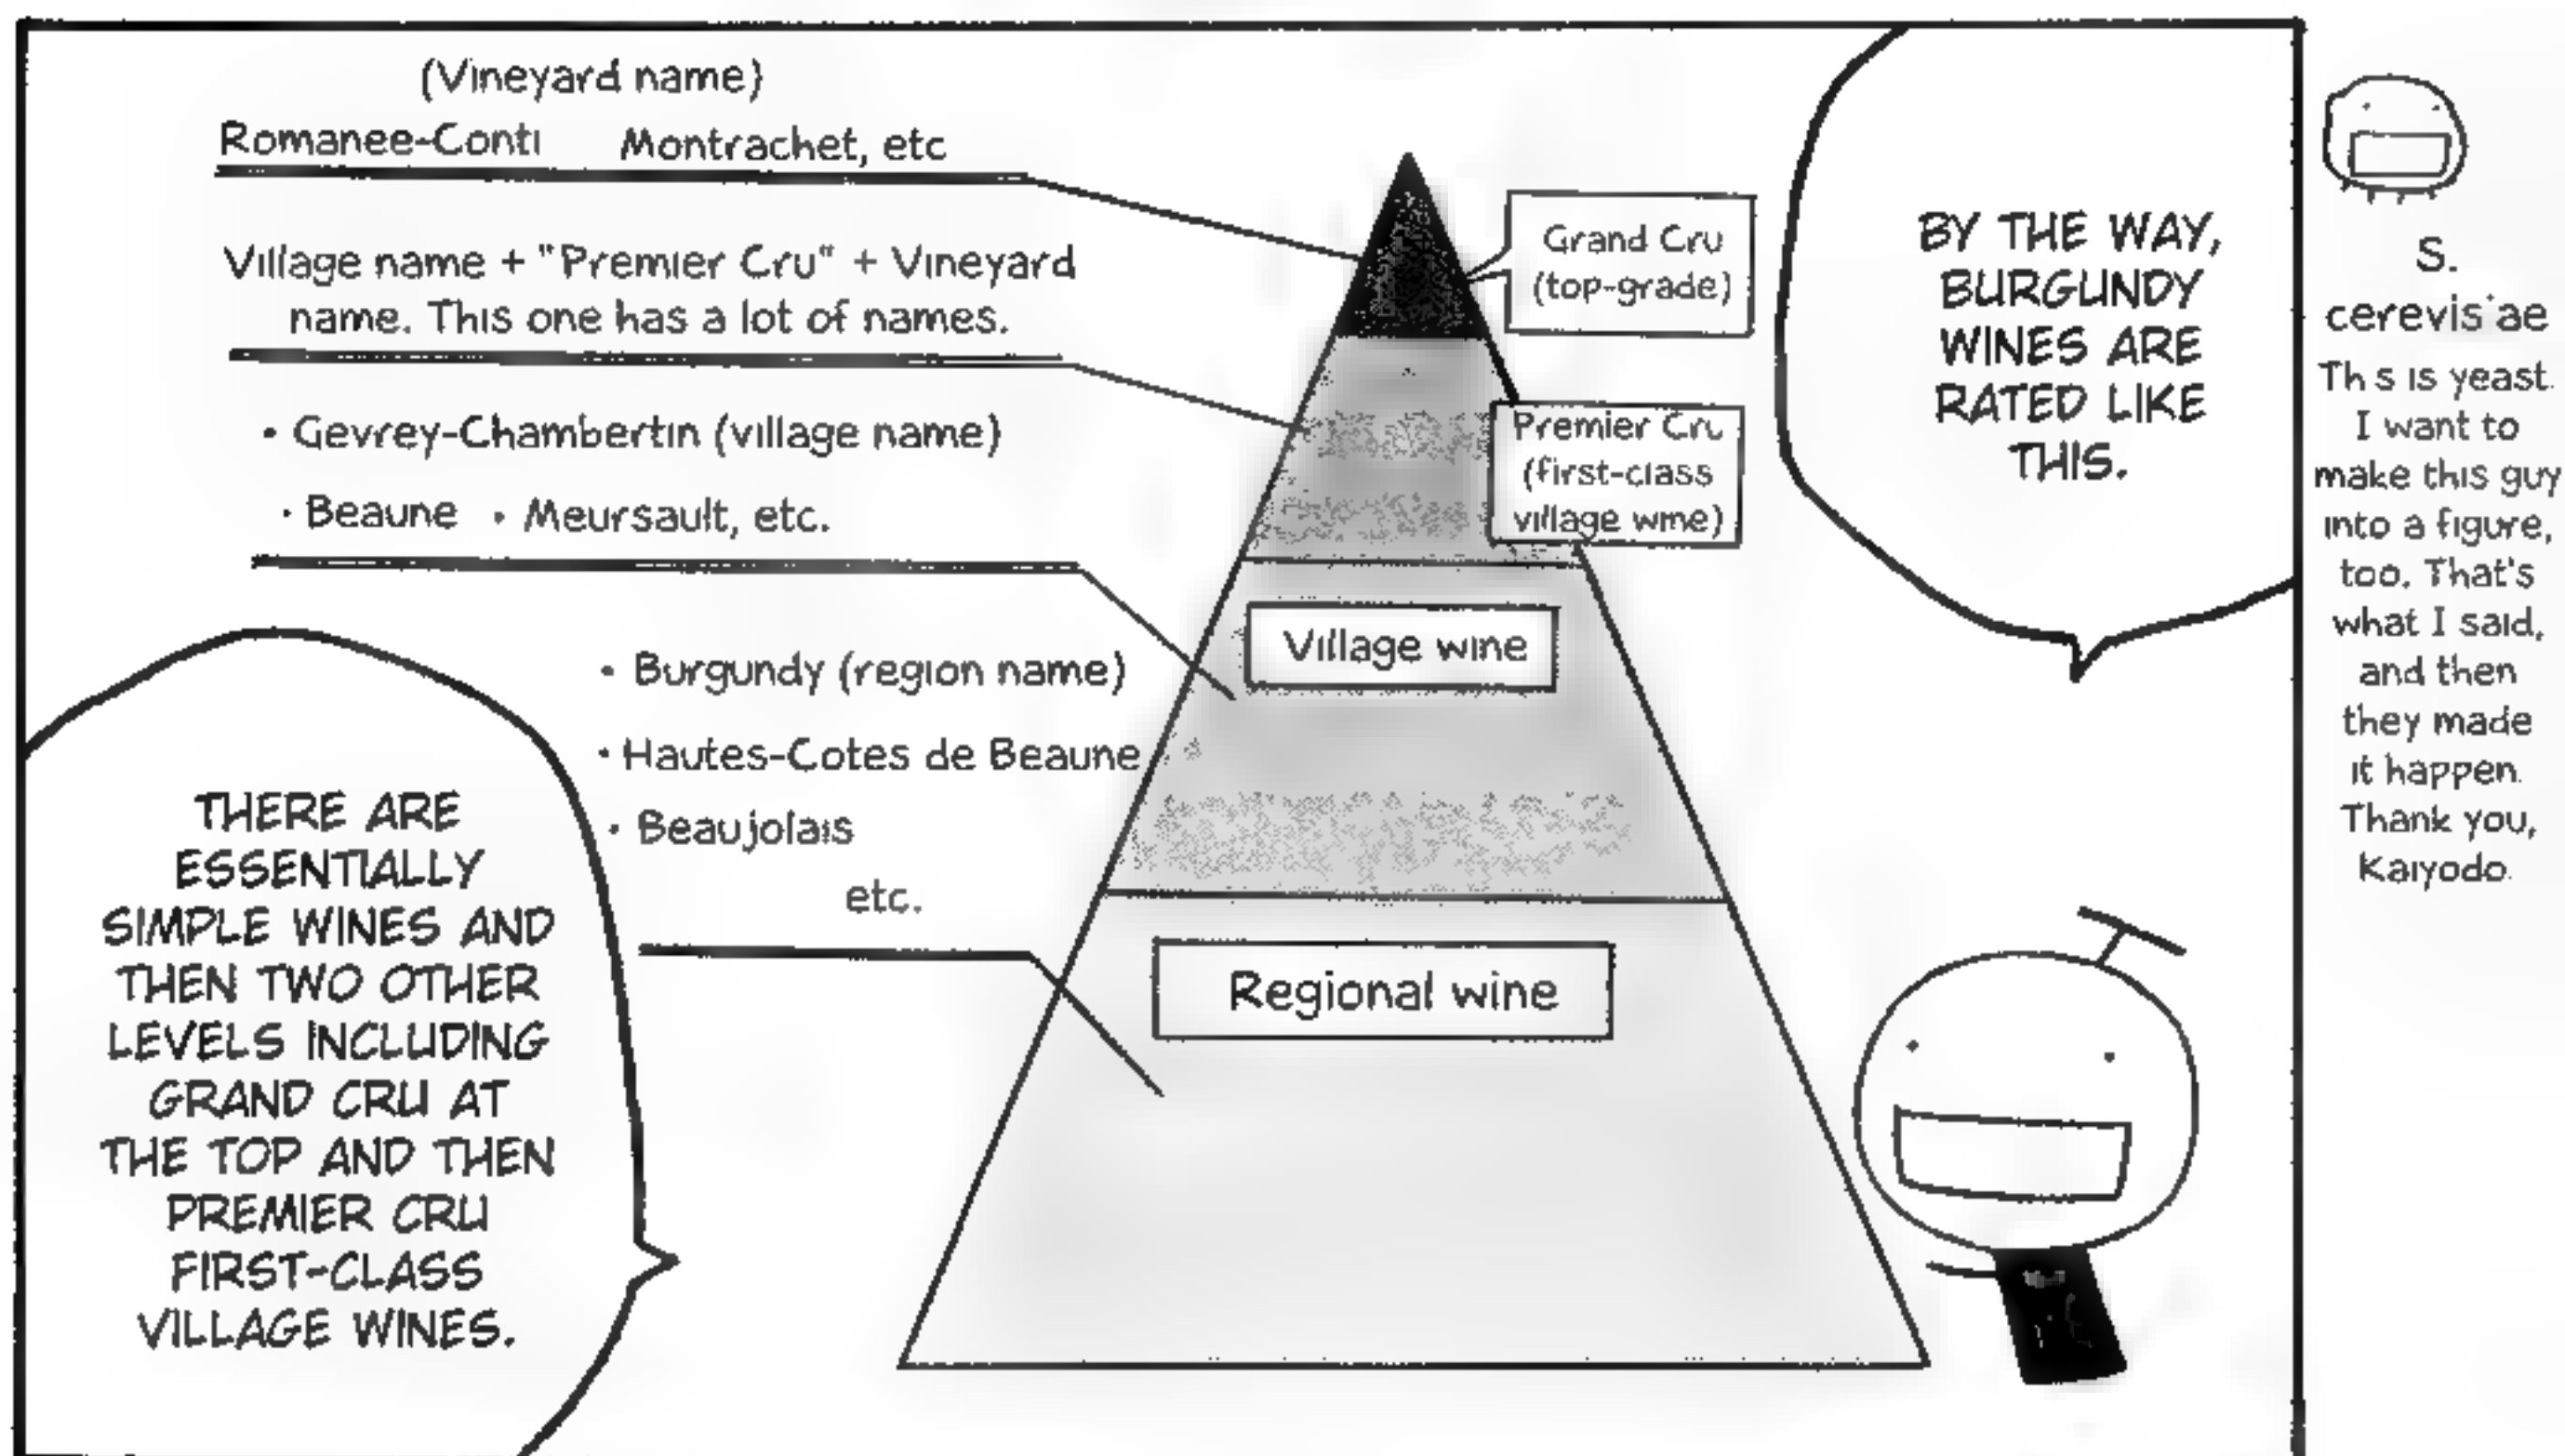 (Vineyard name)
Romanee-Conti Montrachet, etc
Village name + "Premier Cru" + Vineyard
name. This one has a lot of names.
• Gevrey-Chambertin (village name)
• Beaune • Meursault, etc.
• Burgundy (region name)
• Hautes-Cotes de Beaune
• Beaujolais
etc.
Grand Cru
(top-grade)
Premier Cru
(first-class
village wine)
Village wine
Regional wine
BY THE WAY,
BURGUNDY
WINES ARE
RATED LIKE
THIS.
THERE ARE
ESSENTIALLY
SIMPLE WINES AND
THEN TWO OTHER
LEVELS INCLUDING
GRAND CRU AT
THE TOP AND THEN
PREMIER CRU
FIRST-CLASS
VILLAGE WINES.
S.
cerevisiae
This is yeast.
I want to
make this guy
into a figure,
too. That's
what I said,
and then
they made
it happen.
Thank you,
Kaiyodo.